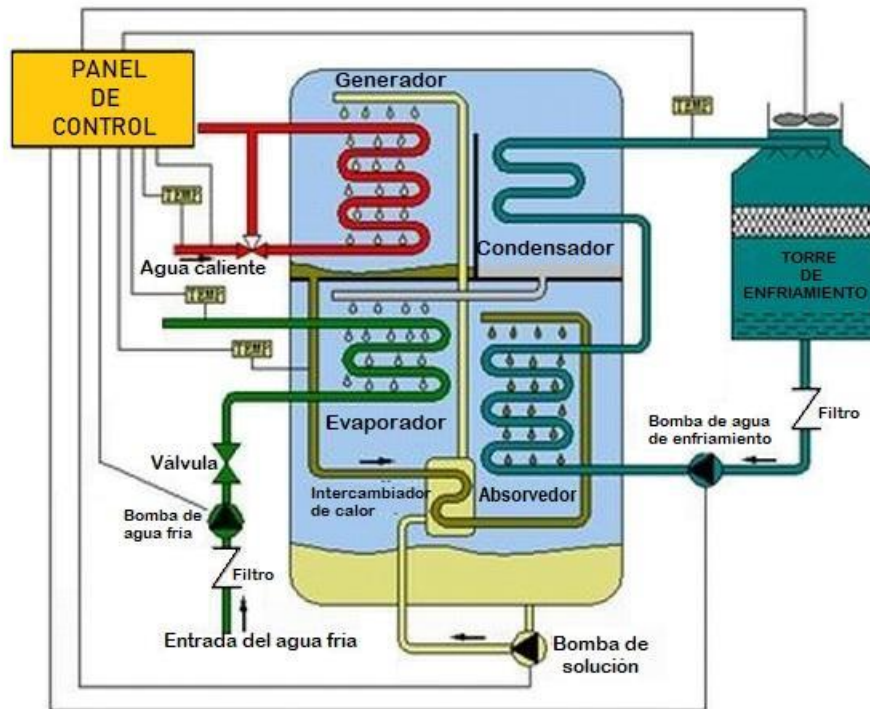 PANEL
DE
CONTROL
Generador
TEMP
TEMP
Agua caliente
Condensador
TORRE
DE
ENFRIAMIENTO
TEMP
TEMP
Evaporador
Válvula
Bomba de
agua fria
Filtro
Entrada del agua fria
Intercambiador
de calor
Absorvedor
Bomba de agua
de enfriamiento
Filtro
Bomba de
solución